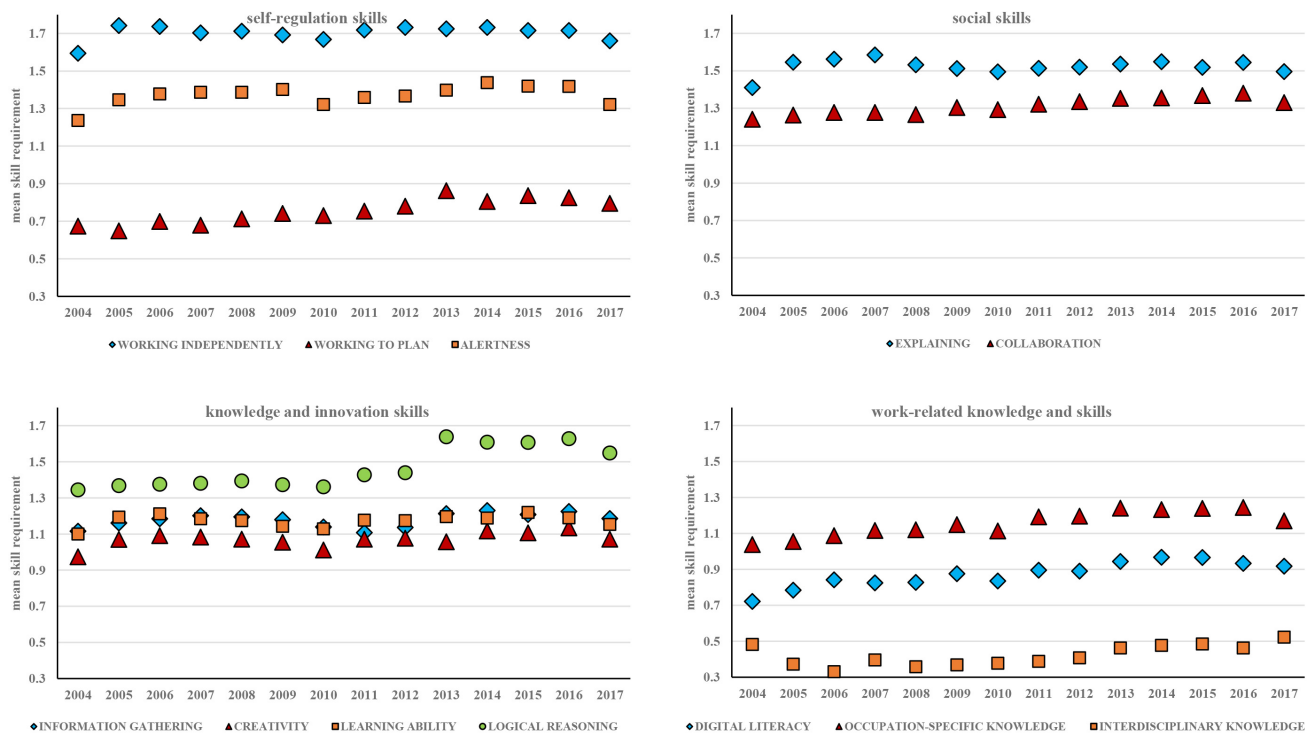 self-regulation skills
mean skill requirement
1.7
1.5
1.3
1.1
0.9
0.7
0.5
0.3
2004 2005 2006 2007 2008 2009 2010 2011 2012 2013 2014 2015 2016 2017
WORKING INDEPENDENTLY WORKING TO PLAN ALERTNESS
social skills
mean skill requirement
1.7
1.5
1.3
1.1
0.9
0.7
0.5
0.3
2004 2005 2006 2007 2008 2009 2010 2011 2012 2013 2014 2015 2016 2017
EXPLAINING COLLABORATION
knowledge and innovation skills
mean skill requirement
1.7
1.5
1.3
1.1
0.9
0.7
0.5
0.3
2004 2005 2006 2007 2008 2009 2010 2011 2012 2013 2014 2015 2016 2017
INFORMATION GATHERING CREATIVITY LEARNING ABILITY LOGICAL REASONING
work-related knowledge and skills
mean skill requirement
1.7
1.5
1.3
1.1
0.9
0.7
0.5
0.3
2004 2005 2006 2007 2008 2009 2010 2011 2012 2013 2014 2015 2016 2017
DIGITAL LITERACY OCCUPATION-SPECIFIC KNOWLEDGE INTERDISCIPLINARY KNOWLEDGE